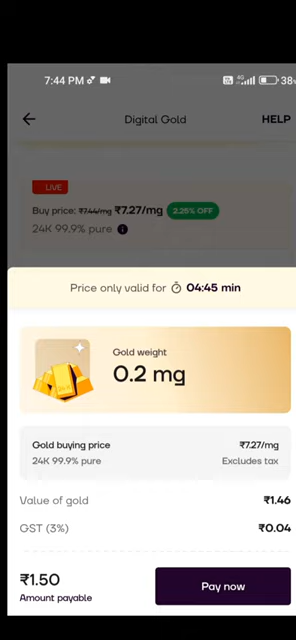 7:44 PM 4G 38%
Digital Gold HELP
LIVE
Buy price: ₹7.44/mg ₹7.27/mg 2.26% OFF
24K 99.9% pure
Price only valid for 04:45 min
Gold weight
0.2 mg
Gold buying price ₹7.27/mg
24K 99.9% pure Excludes tax
Value of gold ₹1.46
GST (3%) ₹0.04
₹1.50 Pay now
Amount payable